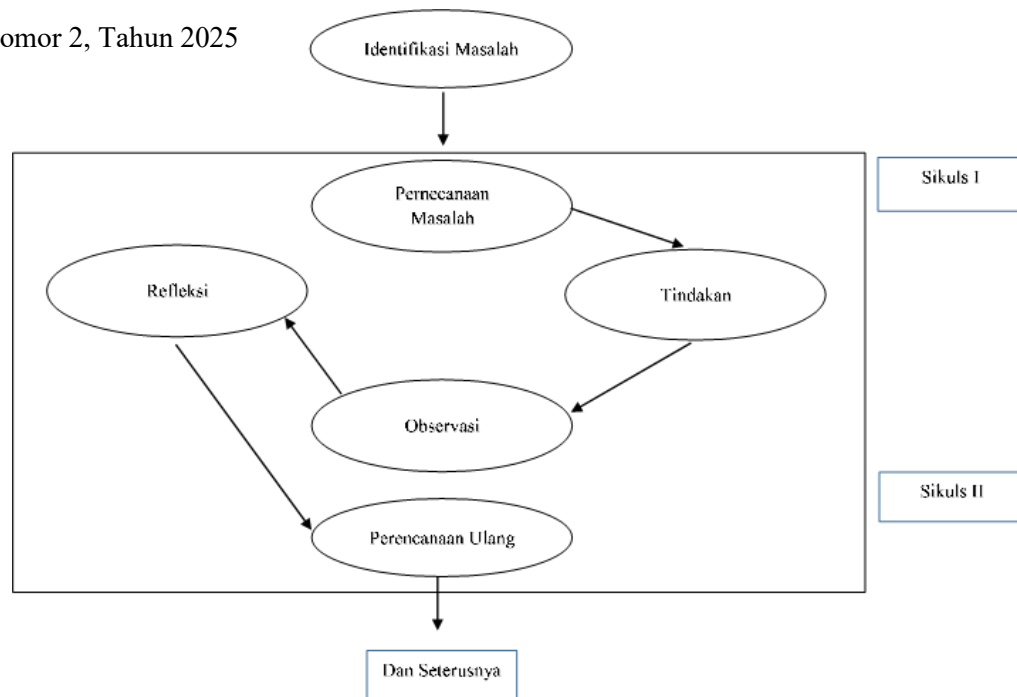 omor 2, Tahun 2025
Identifikasi Masalah
Pernecanaan
Masalah
Sikuls I
Refleksi
Tindakan
Observasi
Sikuls II
Perencanaan Ulang
Dan Seterusnya